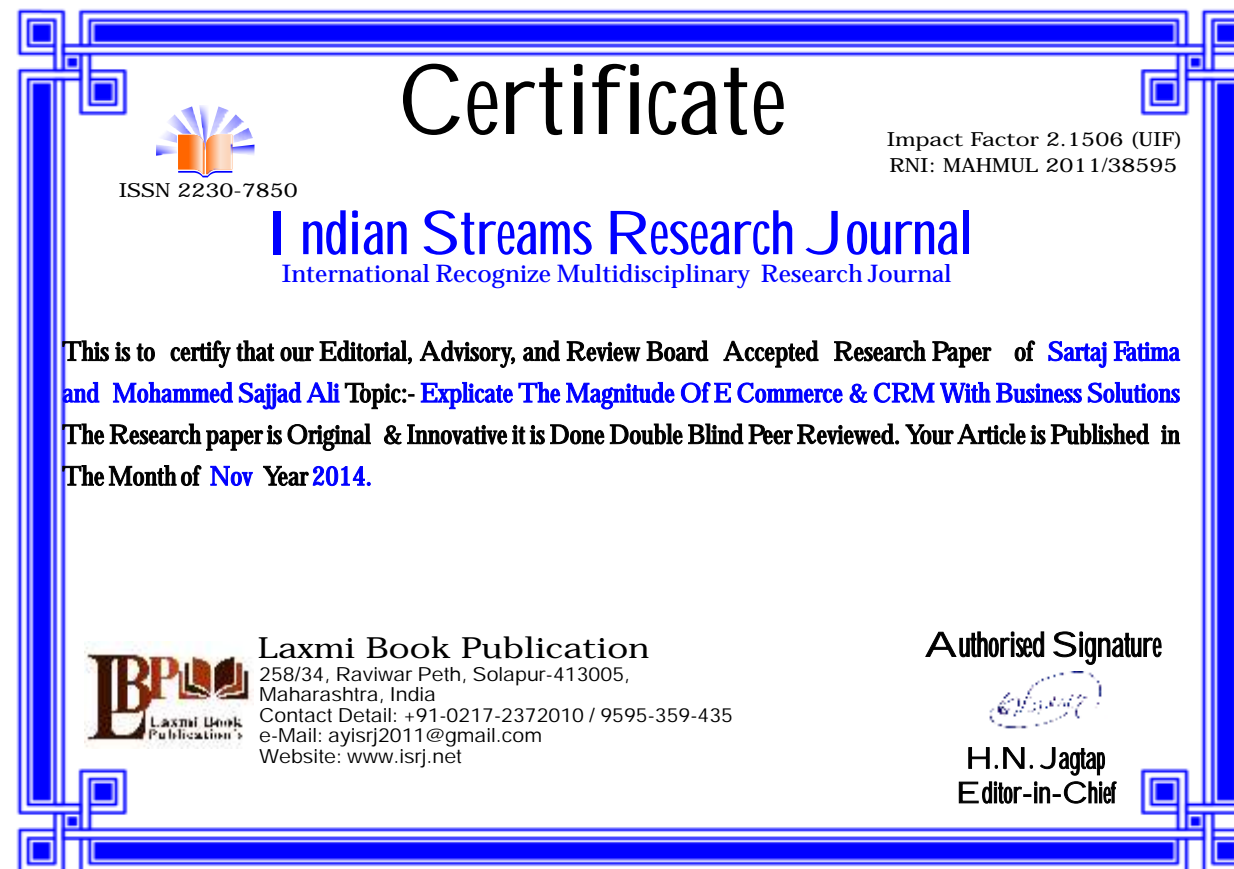 Certificate
Impact Factor 2.1506 (UIF)
RNI: MAHMUL 2011/38595
ISSN 2230-7850
Indian Streams Research Journal
International Recognize Multidisciplinary Research Journal
This is to certify that our Editorial, Advisory, and Review Board Accepted Research Paper of Sartaj Fatima
and Mohammed Sajjad Ali Topic:- Explicate The Magnitude Of E Commerce & CRM With Business Solutions
The Research paper is Original & Innovative it is Done Double Blind Peer Reviewed. Your Article is Published in
The Month of Nov Year 2014.
LBP
Laxmi Book
Publication's
Laxmi Book Publication
258/34, Raviwar Peth, Solapur-413005,
Maharashtra, India
Contact Detail: +91-0217-2372010 / 9595-359-435
e-Mail: ayisrj2011@gmail.com
Website: www.isrj.net
Authorised Signature
H.N. Jagtap
Editor-in-Chief